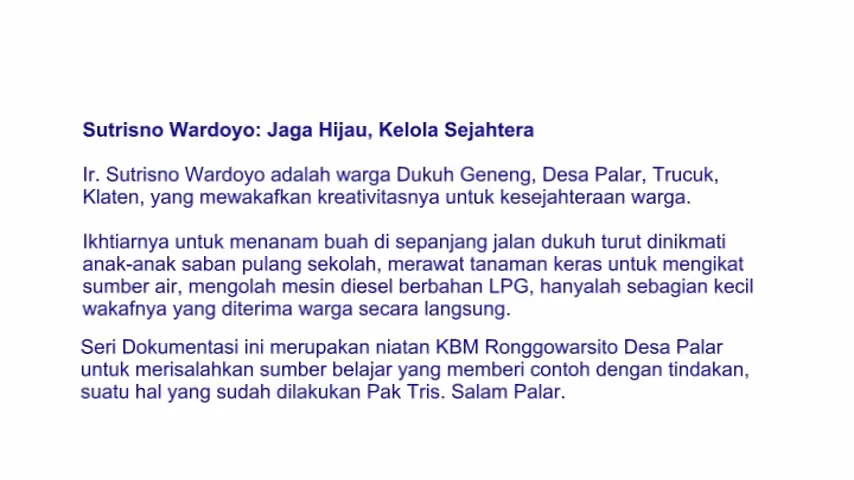 Sutrisno Wardoyo: Jaga Hijau, Kelola Sejahtera
Ir. Sutrisno Wardoyo adalah warga Dukuh Geneng, Desa Palar, Trucuk,
Klaten, yang mewakafkan kreativitasnya untuk kesejahteraan warga.
Ikhtiarnya untuk menanam buah di sepanjang jalan dukuh turut dinikmati
anak-anak saban pulang sekolah, merawat tanaman keras untuk mengikat
sumber air, mengolah mesin diesel berbahan LPG, hanyalah sebagian kecil
wakafnya yang diterima warga secara langsung.
Seri Dokumentasi ini merupakan niatan KBM Ronggowarsito Desa Palar
untuk merisalahkan sumber belajar yang memberi contoh dengan tindakan,
suatu hal yang sudah dilakukan Pak Tris. Salam Palar.